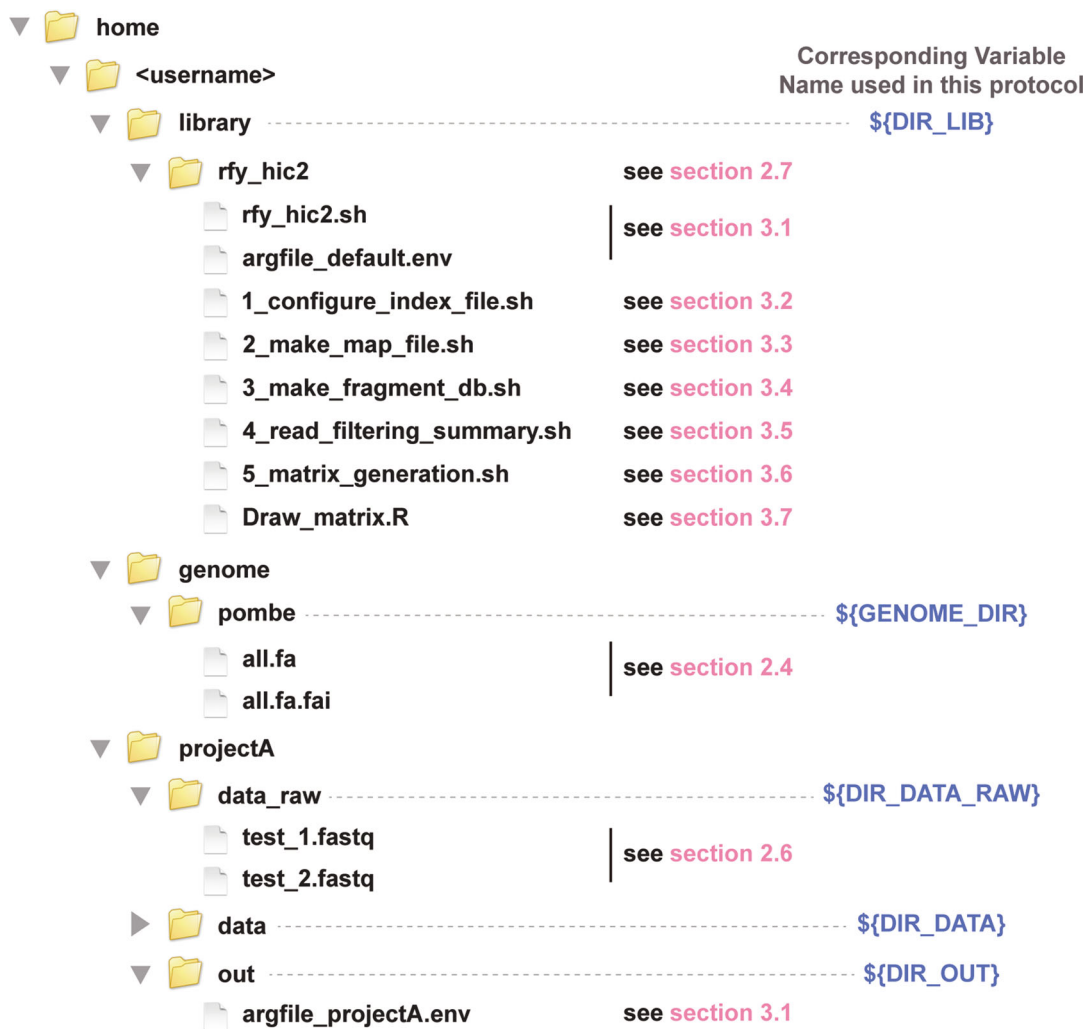 home
Corresponding Variable
Name used in this protocol
<username>
library ${DIR_LIB}
rfy_hic2 see section 2.7
rfy_hic2.sh
see section 3.1
argfile_default.env
1_configure_index_file.sh see section 3.2
2_make_map_file.sh see section 3.3
3_make_fragment_db.sh see section 3.4
4_read_filtering_summary.sh see section 3.5
5_matrix_generation.sh see section 3.6
Draw_matrix.R see section 3.7
genome
pombe ${GENOME_DIR}
all.fa
see section 2.4
all.fa.fai
projectA
data_raw ${DIR_DATA_RAW}
test_1.fastq
see section 2.6
test_2.fastq
data ${DIR_DATA}
out ${DIR_OUT}
argfile_projectA.env see section 3.1